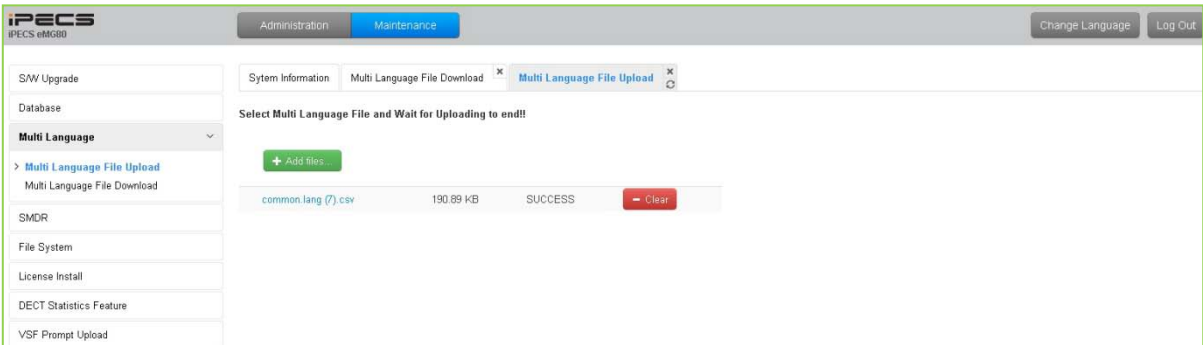 iPECS
iPECS eMG80
Administration
Maintenance
Change Language
Log Out
S/W Upgrade
Database
Multi Language
Multi Language File Upload
Multi Language File Download
SMDR
File System
License Install
DECT Statistics Feature
VSF Prompt Upload
Sytem Information
Multi Language File Download
Multi Language File Upload
Select Multi Language File and Wait for Uploading to end!!
+ Add files...
common.lang (7).csv 190.89 KB SUCCESS - Clear